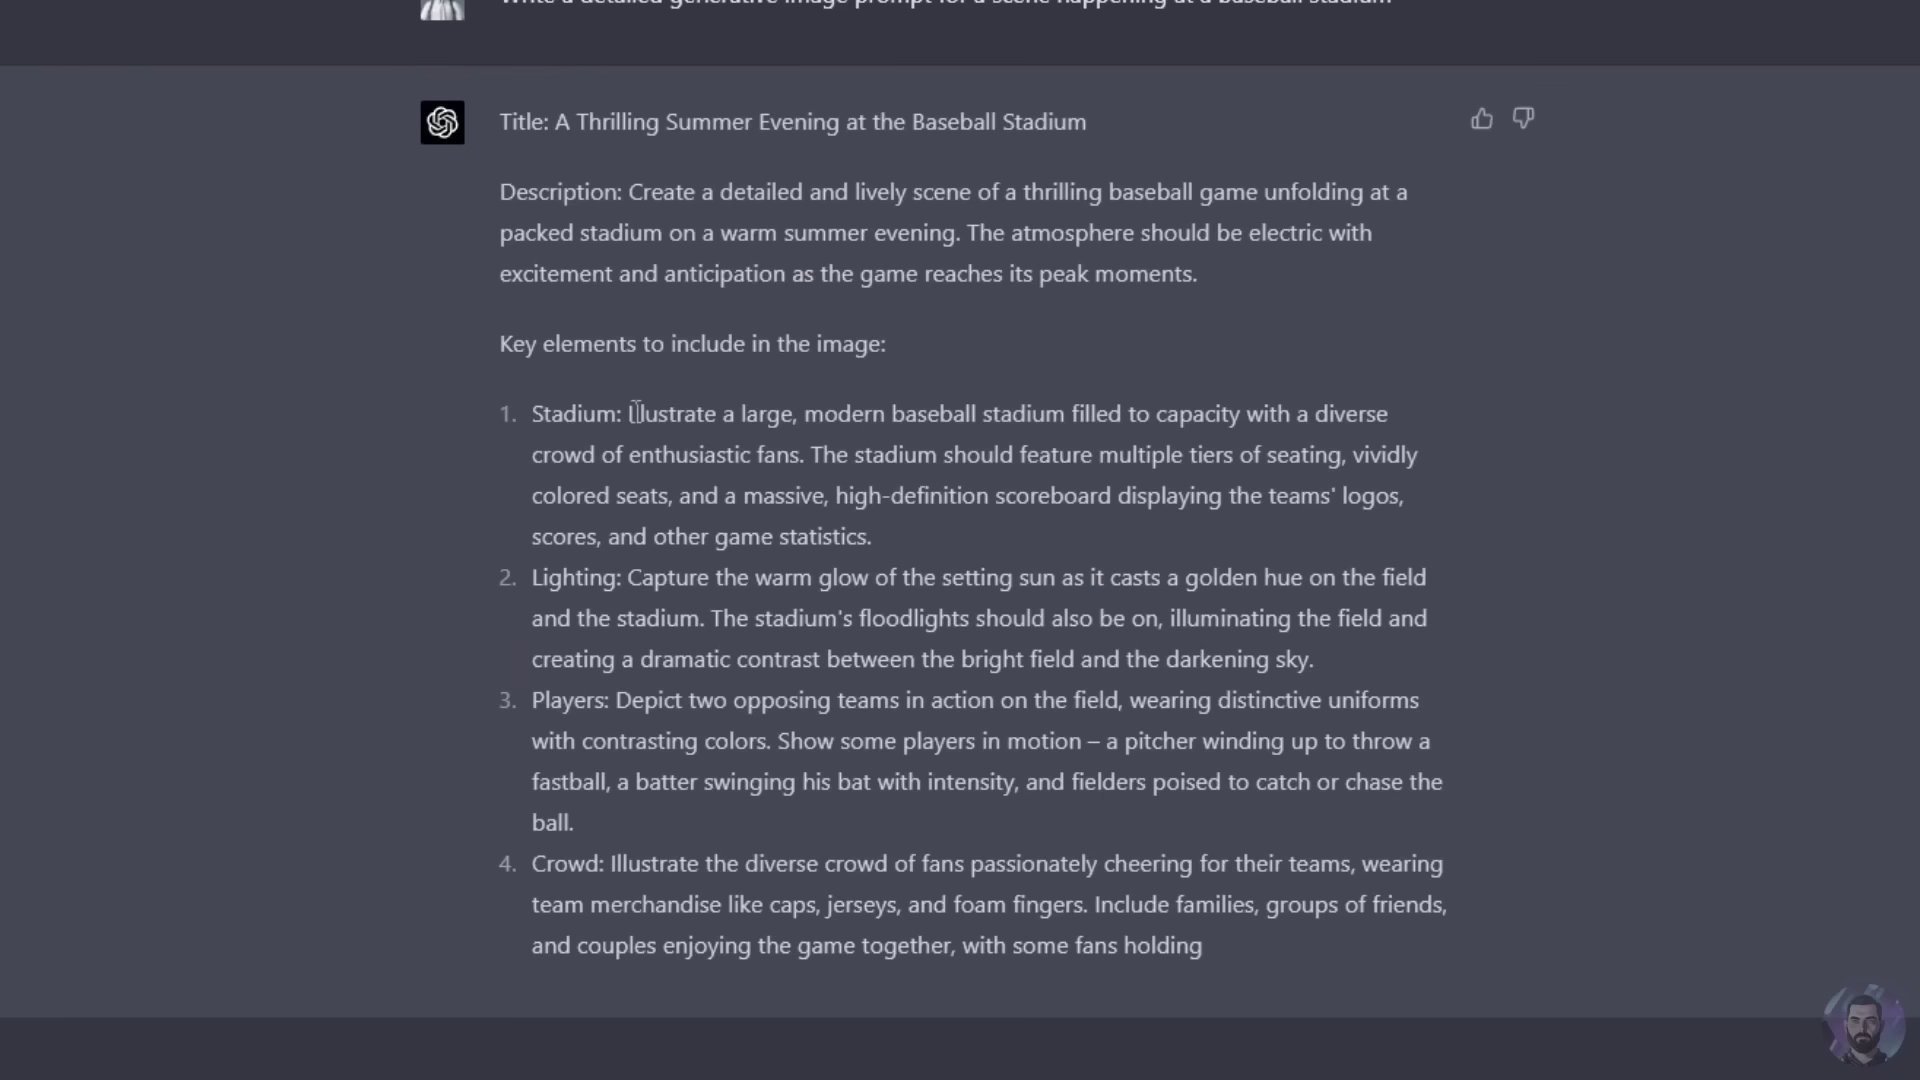 Write a detailed generative image prompt for a scene happening at a baseball stadium
Title: A Thrilling Summer Evening at the Baseball Stadium
Description: Create a detailed and lively scene of a thrilling baseball game unfolding at a
packed stadium on a warm summer evening. The atmosphere should be electric with
excitement and anticipation as the game reaches its peak moments.
Key elements to include in the image:
1. Stadium: Illustrate a large, modern baseball stadium filled to capacity with a diverse
crowd of enthusiastic fans. The stadium should feature multiple tiers of seating, vividly
colored seats, and a massive, high-definition scoreboard displaying the teams' logos,
scores, and other game statistics.
2. Lighting: Capture the warm glow of the setting sun as it casts a golden hue on the field
and the stadium. The stadium's floodlights should also be on, illuminating the field and
creating a dramatic contrast between the bright field and the darkening sky.
3. Players: Depict two opposing teams in action on the field, wearing distinctive uniforms
with contrasting colors. Show some players in motion – a pitcher winding up to throw a
fastball, a batter swinging his bat with intensity, and fielders poised to catch or chase the
ball.
4. Crowd: Illustrate the diverse crowd of fans passionately cheering for their teams, wearing
team merchandise like caps, jerseys, and foam fingers. Include families, groups of friends,
and couples enjoying the game together, with some fans holding